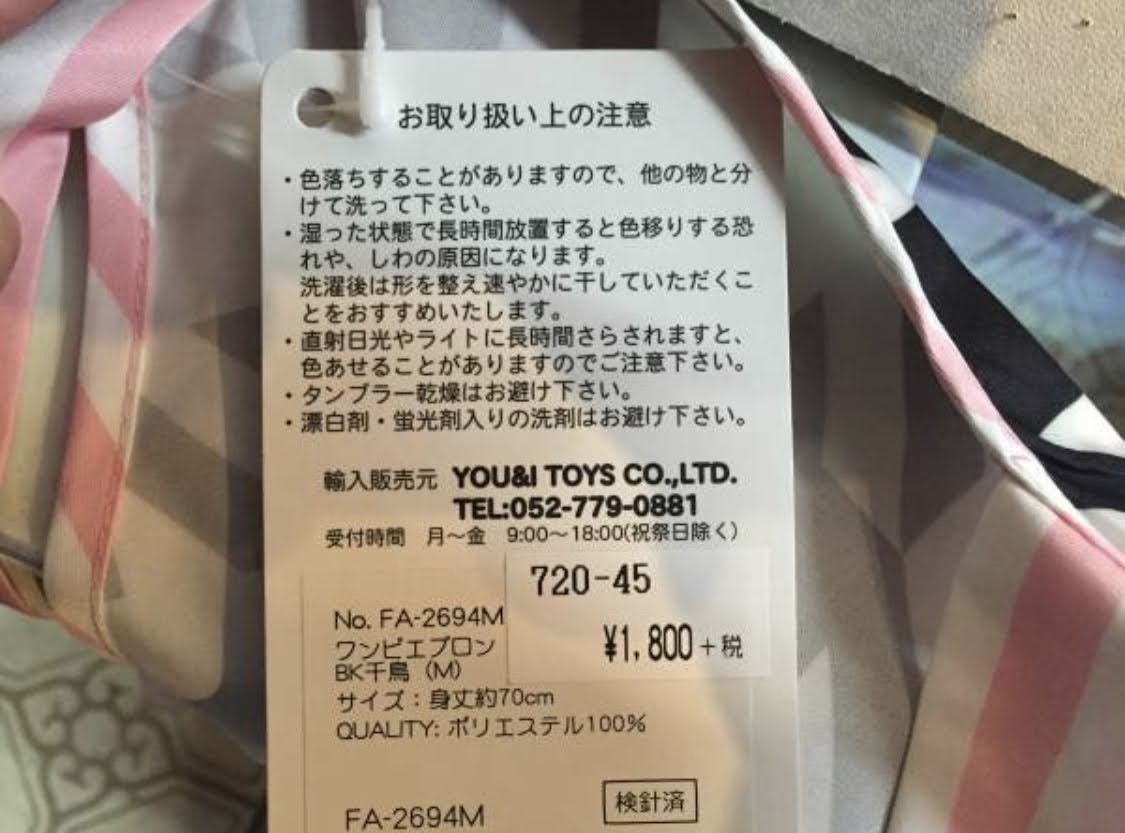 お取り扱い上の注意
・色落ちすることがありますので、他の物と分
けて洗って下さい。
・湿った状態で長時間放置すると色移りする恐
れや、しわの原因になります。
洗濯後は形を整え速やかに干していただくこ
とをおすすめいたします。
・直射日光やライトに長時間さらされますと、
色あせることがありますのでご注意下さい。
・タンブラー乾燥はお避け下さい。
・漂白剤・蛍光剤入りの洗剤はお避け下さい。
輸入販売元 YOU&I TOYS CO.,LTD.
TEL:052-779-0881
受付時間 月～金 9:00～18:00(祝祭日除く)
720-45
¥1,800+税
No. FA-2694M
ワンピエプロン
BK千鳥（M）
サイズ：身丈約70cm
QUALITY: ポリエステル100%
検針済
FA-2694M